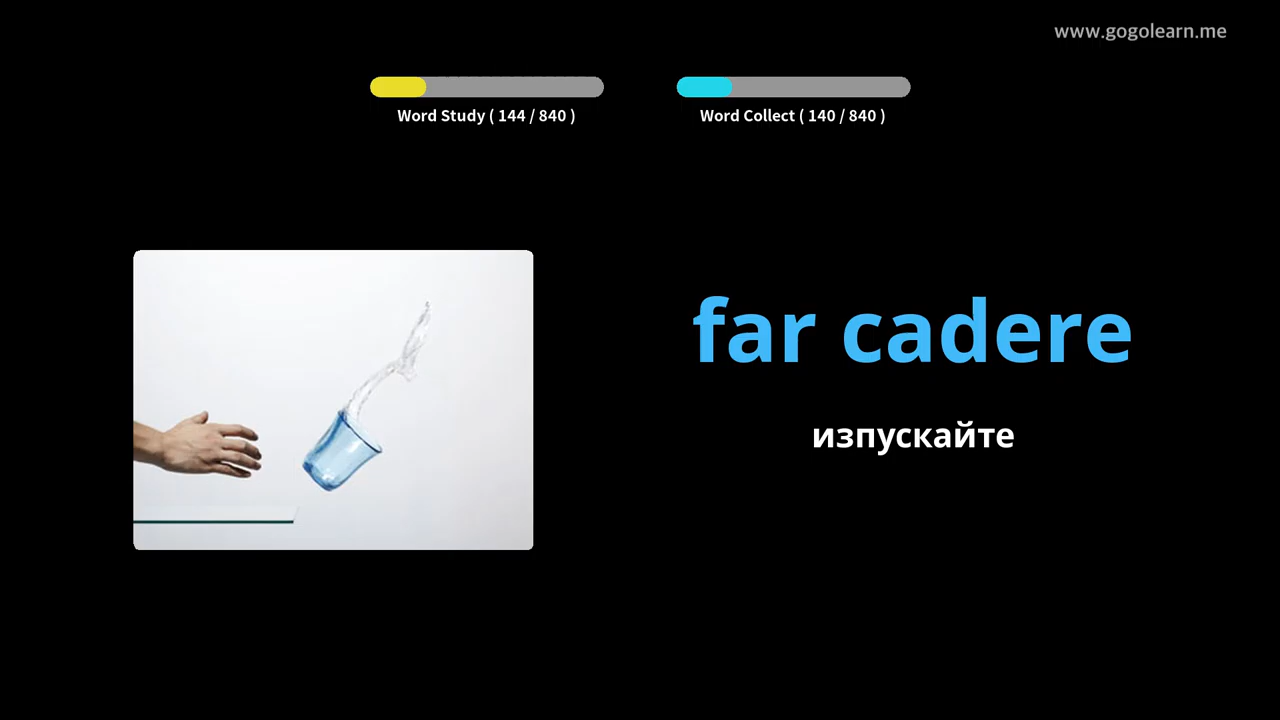 www.gogolearn.me
Word Study ( 144 / 840 )
Word Collect ( 140 / 840 )
far cadere
изпускайте